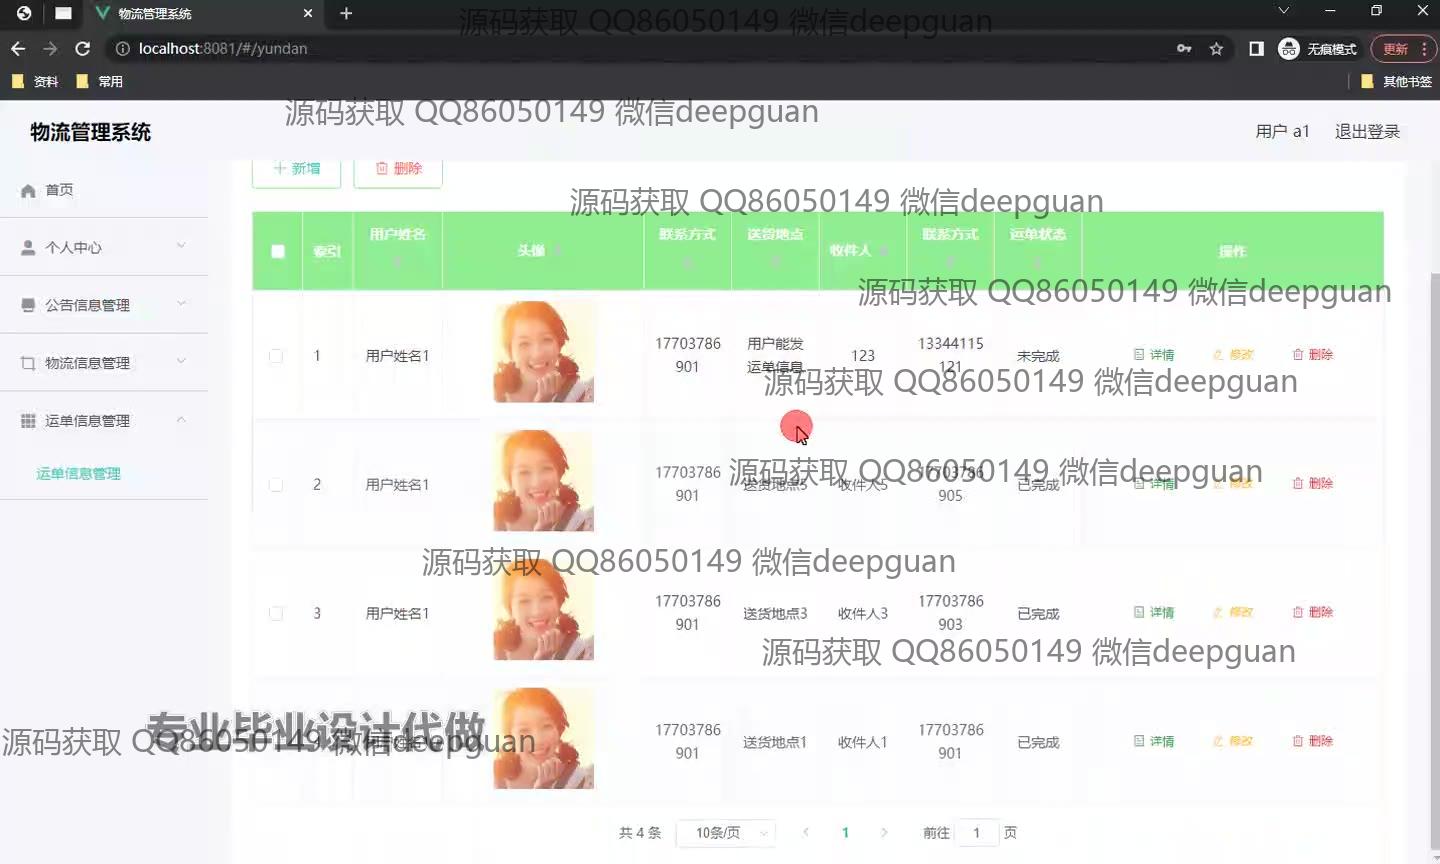 物流管理系统
源码获取 QQ86050149 微信deepguan
localhost:8081/#/yundan
无痕模式
更新
资料
常用
其他书签
源码获取 QQ86050149 微信deepguan
物流管理系统
用户 a1
退出登录
首页
个人中心
公告信息管理
物流信息管理
运单信息管理
运单信息管理
新增
删除
源码获取 QQ86050149 微信deepguan
索引
用户姓名
头像
联系方式
送货地点
收件人
联系方式
运单状态
操作
源码获取 QQ86050149 微信deepguan
1
用户姓名1
17703786
901
用户能发
运单信息
123
13344115
121
未完成
详情
修改
删除
源码获取 QQ86050149 微信deepguan
2
用户姓名1
17703786
901
送货地点5
收件人5
17703786
905
已完成
详情
修改
删除
源码获取 QQ86050149 微信deepguan
源码获取 QQ86050149 微信deepguan
3
用户姓名1
17703786
901
送货地点3
收件人3
17703786
903
已完成
详情
修改
删除
源码获取 QQ86050149 微信deepguan
专业毕业设计代做
源码获取 QQ86050149 微信deepguan
17703786
901
送货地点1
收件人1
17703786
901
已完成
详情
修改
删除
共 4 条
10条/页
1
前往
1
页